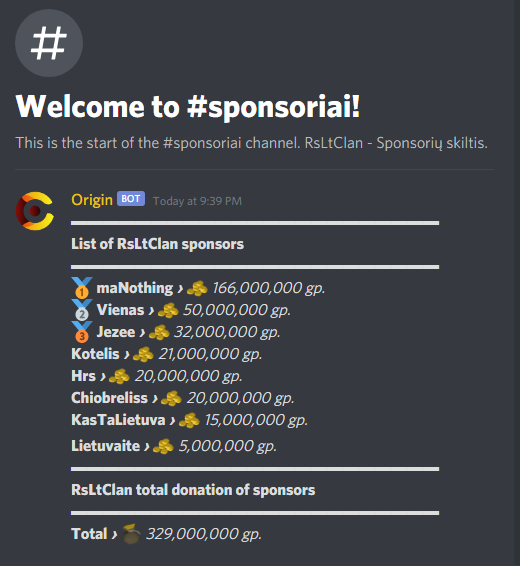 #
Welcome to #sponsoriai!
This is the start of the #sponsoriai channel. RsLtClan - Sponsorių skiltis.
Origin BOT Today at 9:39 PM
List of RsLtClan sponsors
1 maNothing › 166,000,000 gp.
2 Vienas › 50,000,000 gp.
3 Jezee › 32,000,000 gp.
Kotelis › 21,000,000 gp.
Hrs › 20,000,000 gp.
Chiobreliss › 20,000,000 gp.
KasTaLietuva › 15,000,000 gp.
Lietuvaite › 5,000,000 gp.
RsLtClan total donation of sponsors
Total › 329,000,000 gp.